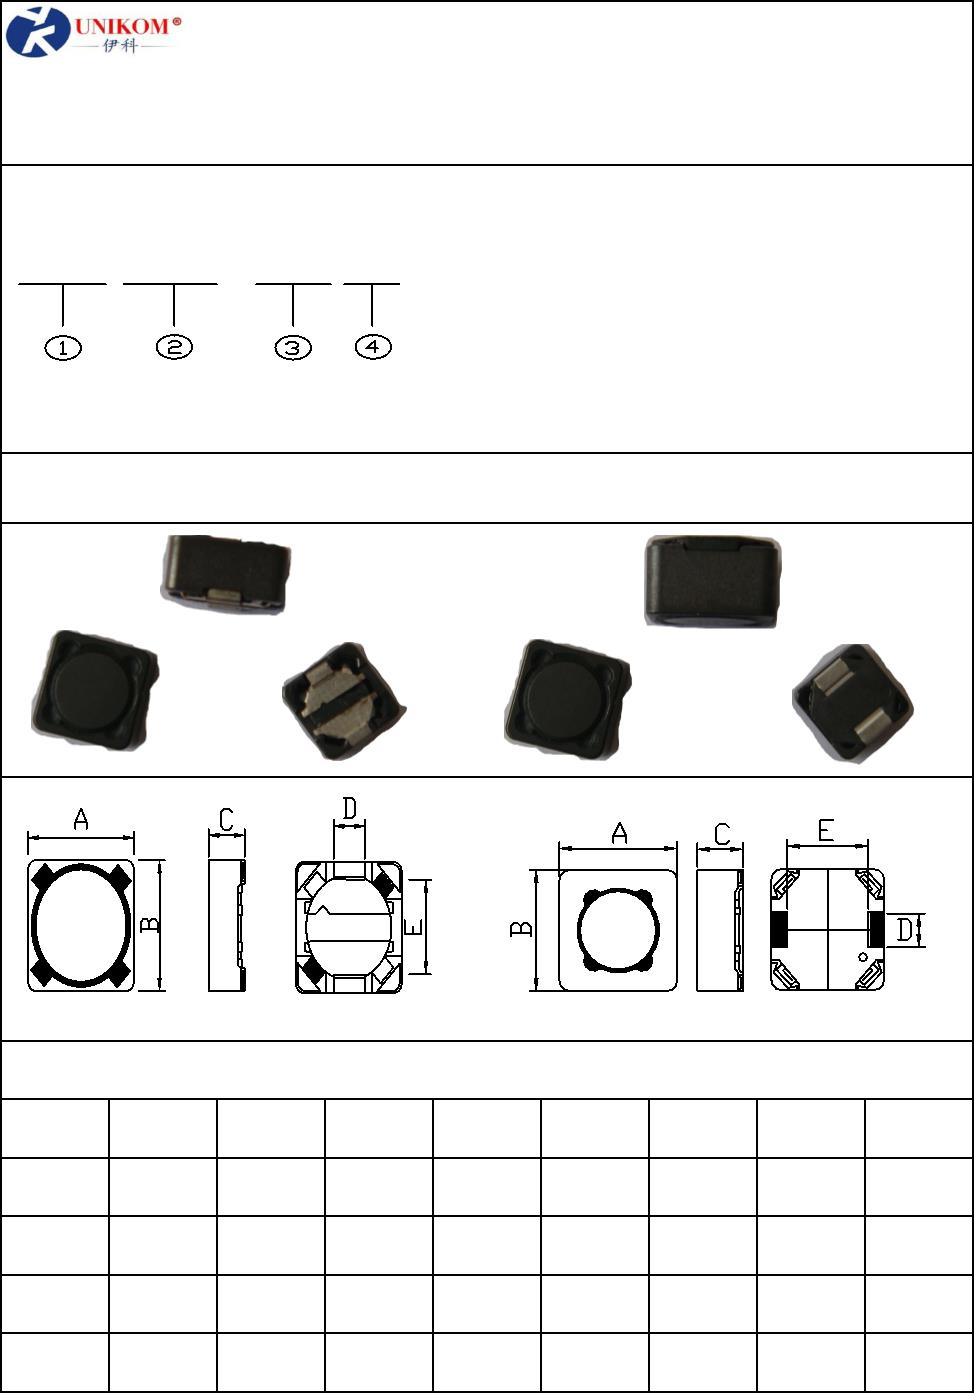 UNIKOM®
伊科
1 2 3 4
A C D
B E
A C E
B D